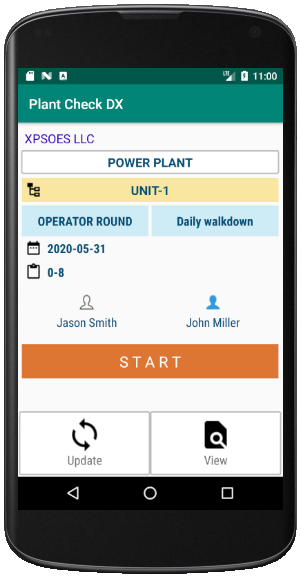 LTE 11:00
Plant Check DX
XPSOES LLC
POWER PLANT
UNIT-1
OPERATOR ROUND Daily walkdown
2020-05-31
0-8
Jason Smith John Miller
START
Update View